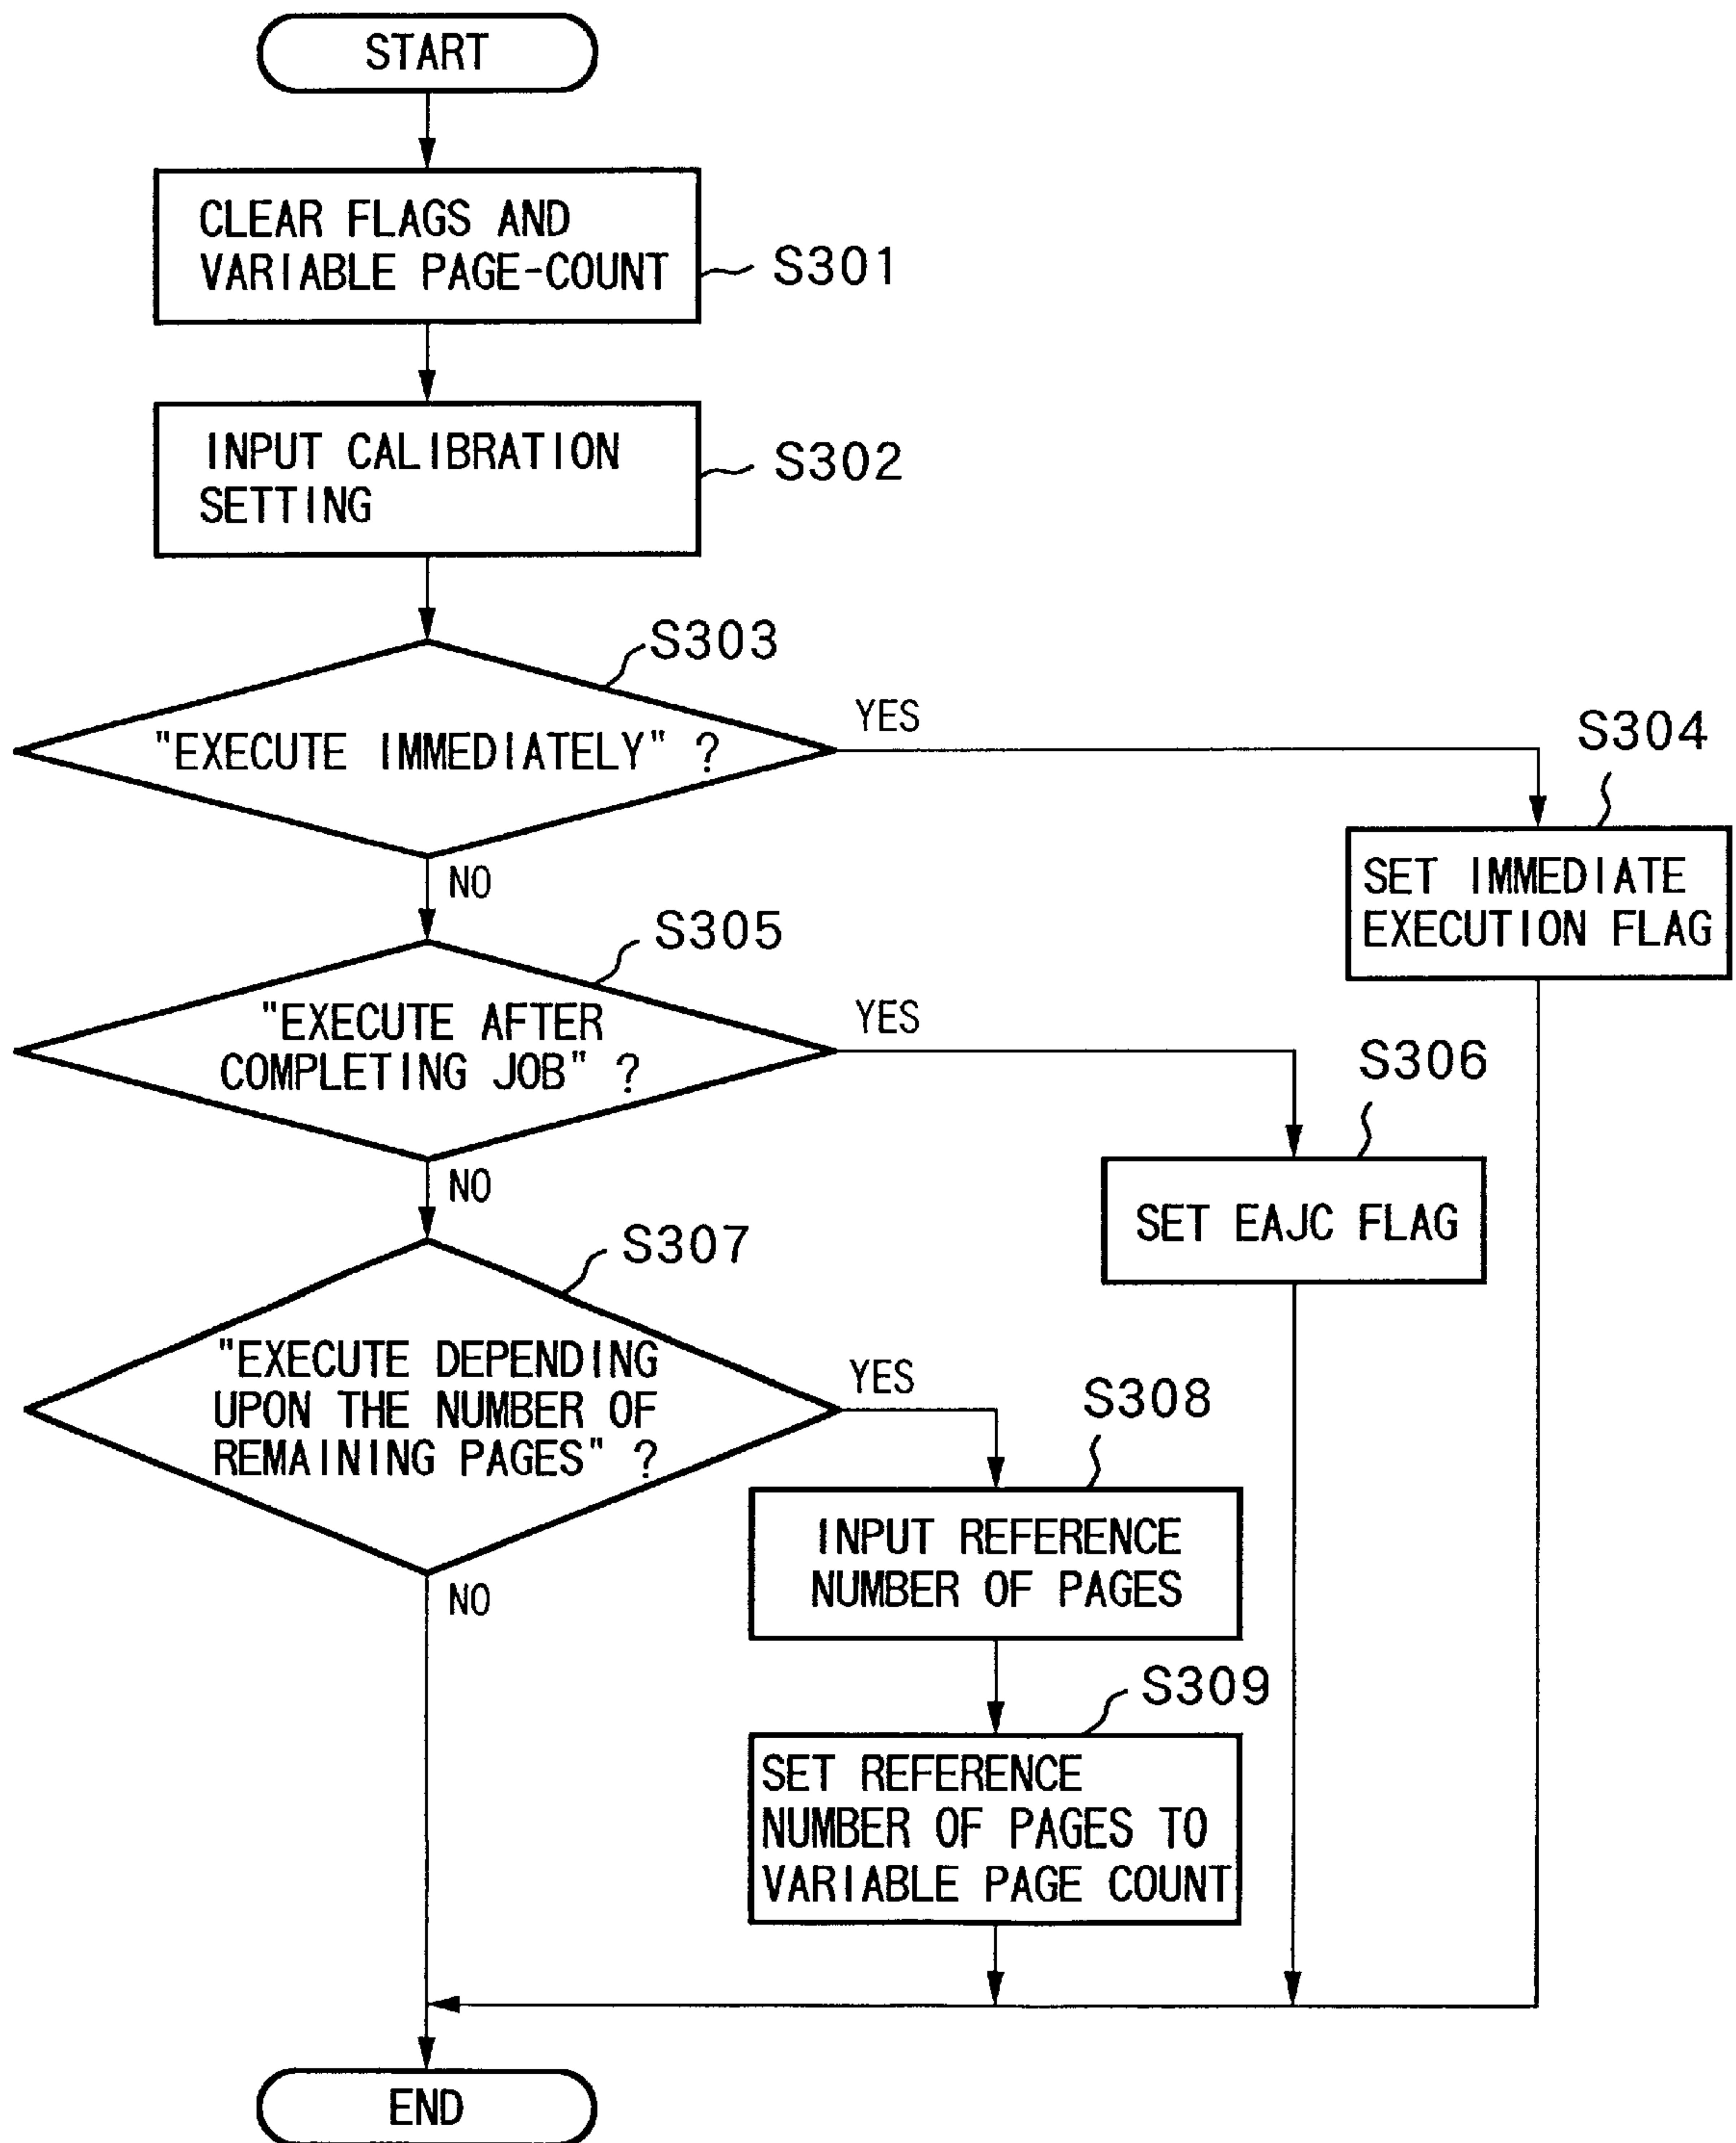 START
CLEAR FLAGS AND
VARIABLE PAGE-COUNT
S301
INPUT CALIBRATION
SETTING
S302
S303
"EXECUTE IMMEDIATELY" ?
YES
S304
SET IMMEDIATE
EXECUTION FLAG
NO
S305
"EXECUTE AFTER
COMPLETING JOB" ?
YES
S306
SET EAJC FLAG
NO
S307
"EXECUTE DEPENDING
UPON THE NUMBER OF
REMAINING PAGES" ?
YES
S308
INPUT REFERENCE
NUMBER OF PAGES
NO
S309
SET REFERENCE
NUMBER OF PAGES TO
VARIABLE PAGE COUNT
END